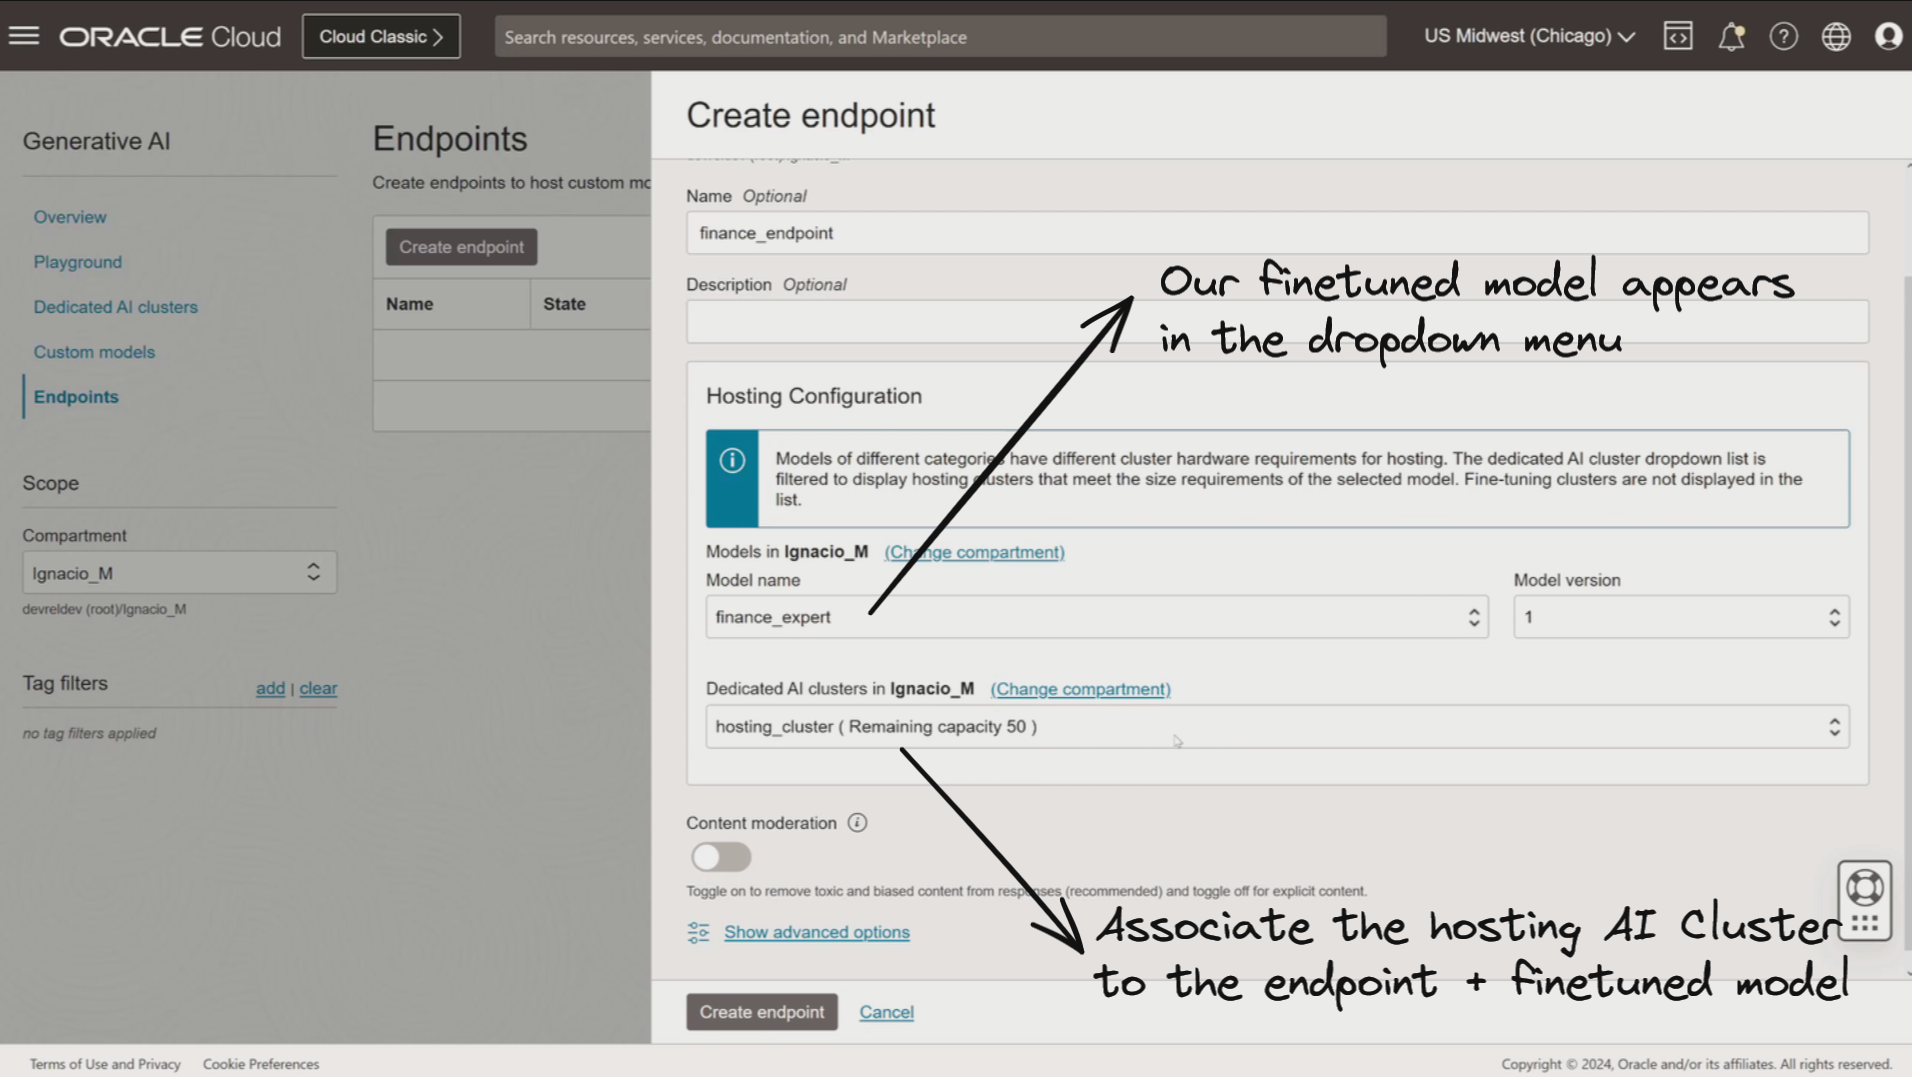 ORACLE Cloud
Cloud Classic
Search resources, services, documentation, and Marketplace
US Midwest (Chicago)
Generative AI
Overview
Playground
Dedicated AI clusters
Custom models
Endpoints
Scope
Compartment
Ignacio_M
devreldev (root)/Ignacio_M
Tag filters
add | clear
no tag filters applied
Endpoints
Create endpoints to host custom mo
Create endpoint
Name State
Create endpoint
Name Optional
finance_endpoint
Description Optional
Our finetuned model appears
in the dropdown menu
Hosting Configuration
Models of different categories have different cluster hardware requirements for hosting. The dedicated AI cluster dropdown list is
filtered to display hosting clusters that meet the size requirements of the selected model. Fine-tuning clusters are not displayed in the
list.
Models in Ignacio_M (Change compartment)
Model name Model version
finance_expert 1
Dedicated AI clusters in Ignacio_M (Change compartment)
hosting_cluster ( Remaining capacity 50 )
Content moderation
Toggle on to remove toxic and biased content from responses (recommended) and toggle off for explicit content.
Show advanced options
Associate the hosting AI Cluster
to the endpoint + finetuned model
Create endpoint Cancel
Terms of Use and Privacy Cookie Preferences
Copyright © 2024, Oracle and/or its affiliates. All rights reserved.